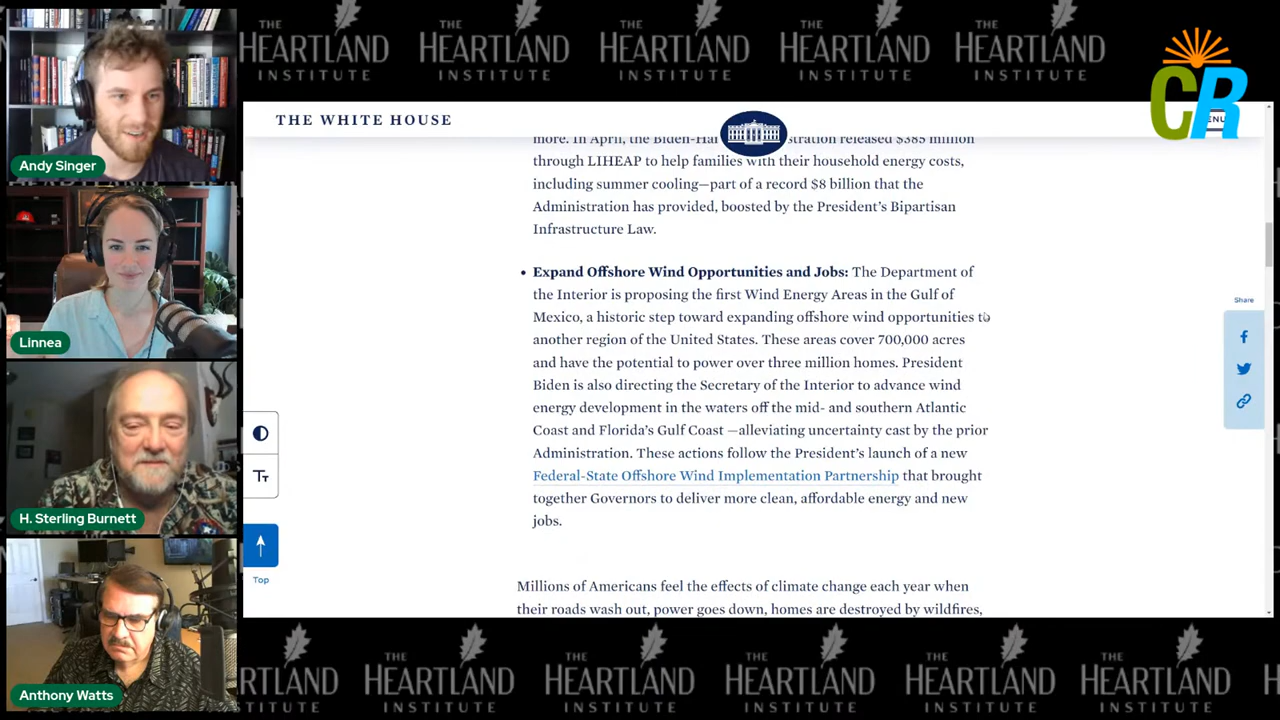 THE HEARTLAND INSTITUTE
THE HEARTLAND INSTITUTE
THE HEARTLAND INSTITUTE
THE HEARTLAND INSTITUTE
THE HEARTLAND INSTITUTE
CR
Andy Singer
Linnea
H. Sterling Burnett
Anthony Watts
THE WHITE HOUSE
ENU
more. In April, the Biden-Har stration released $385 million
through LIHEAP to help families with their household energy costs,
including summer cooling—part of a record $8 billion that the
Administration has provided, boosted by the President's Bipartisan
Infrastructure Law.
• Expand Offshore Wind Opportunities and Jobs: The Department of
the Interior is proposing the first Wind Energy Areas in the Gulf of
Mexico, a historic step toward expanding offshore wind opportunities to
another region of the United States. These areas cover 700,000 acres
and have the potential to power over three million homes. President
Biden is also directing the Secretary of the Interior to advance wind
energy development in the waters off the mid- and southern Atlantic
Coast and Florida's Gulf Coast —alleviating uncertainty cast by the prior
Administration. These actions follow the President's launch of a new
Federal-State Offshore Wind Implementation Partnership that brought
together Governors to deliver more clean, affordable energy and new
jobs.
Millions of Americans feel the effects of climate change each year when
their roads wash out, power goes down, homes are destroyed by wildfires,
Share
Tт
Top
THE HEARTLAND INSTITUTE
THE HEARTLAND INSTITUTE
THE HEARTLAND INSTITUTE
THE HEARTLAND INSTITUTE
THE HEARTLAND INSTITUTE